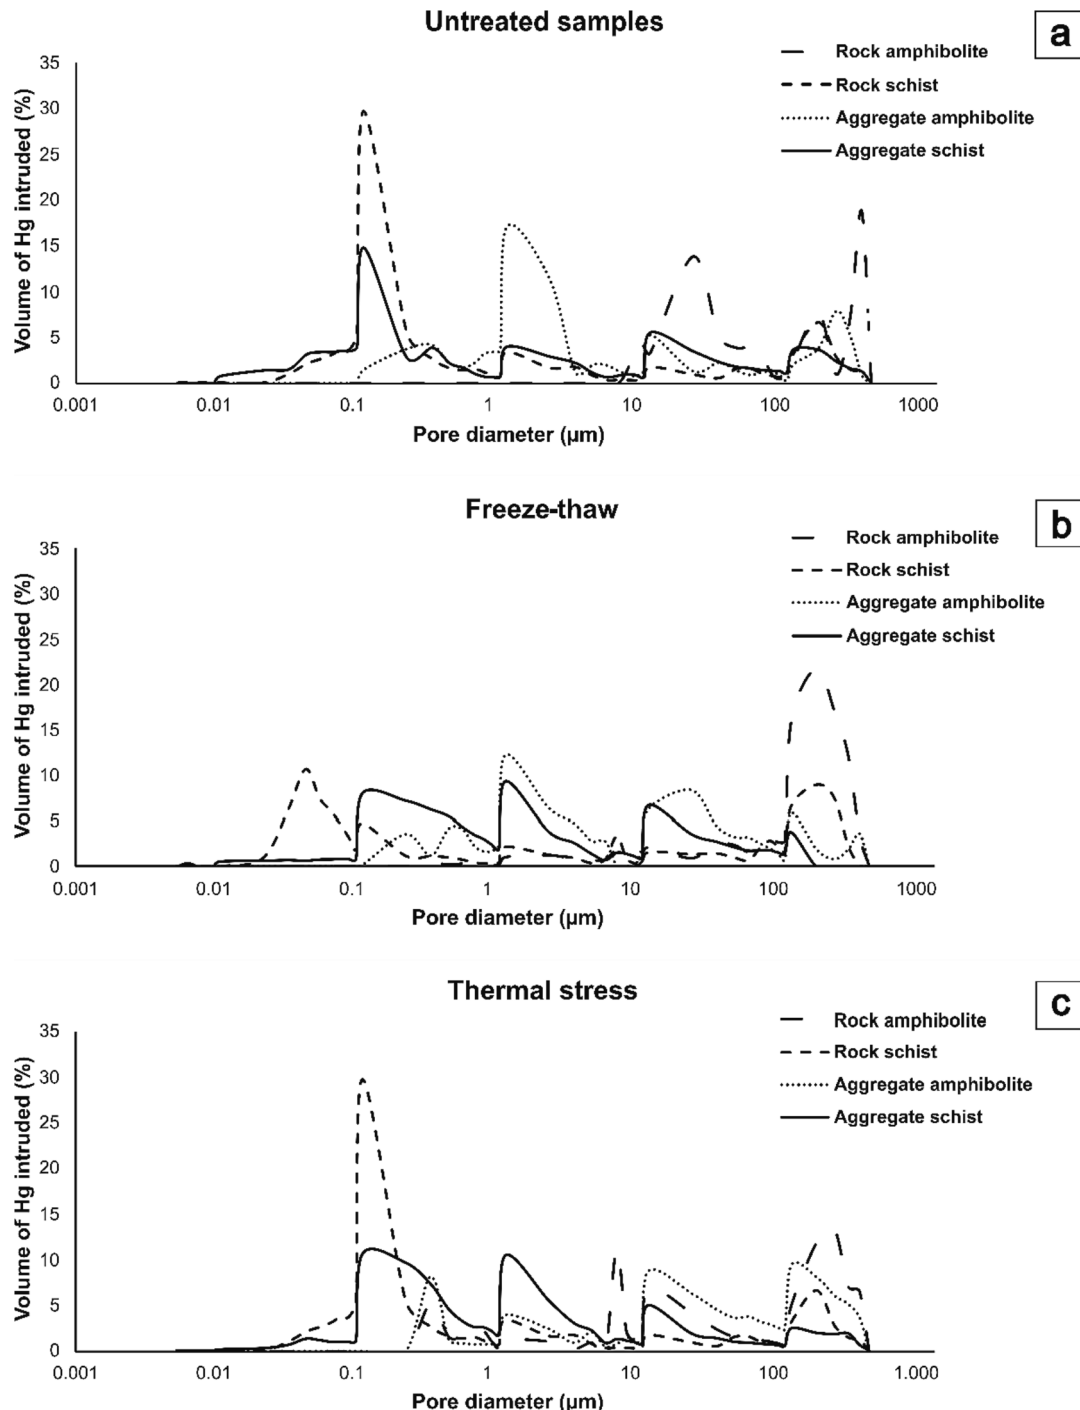 Untreated samples
a
Rock amphibolite
Rock schist
Aggregate amphibolite
Aggregate schist
Volume of Hg intruded (%)
35
30
25
20
15
10
5
0
0.001 0.01 0.1 1 10 100 1000
Pore diameter (µm)
Freeze-thaw
b
Rock amphibolite
Rock schist
Aggregate amphibolite
Aggregate schist
Volume of Hg intruded (%)
35
30
25
20
15
10
5
0
0.001 0.01 0.1 1 10 100 1000
Pore diameter (µm)
Thermal stress
c
Rock amphibolite
Rock schist
Aggregate amphibolite
Aggregate schist
Volume of Hg intruded (%)
35
30
25
20
15
10
5
0
0.001 0.01 0.1 1 10 100 1.000
Pore diameter (µm)